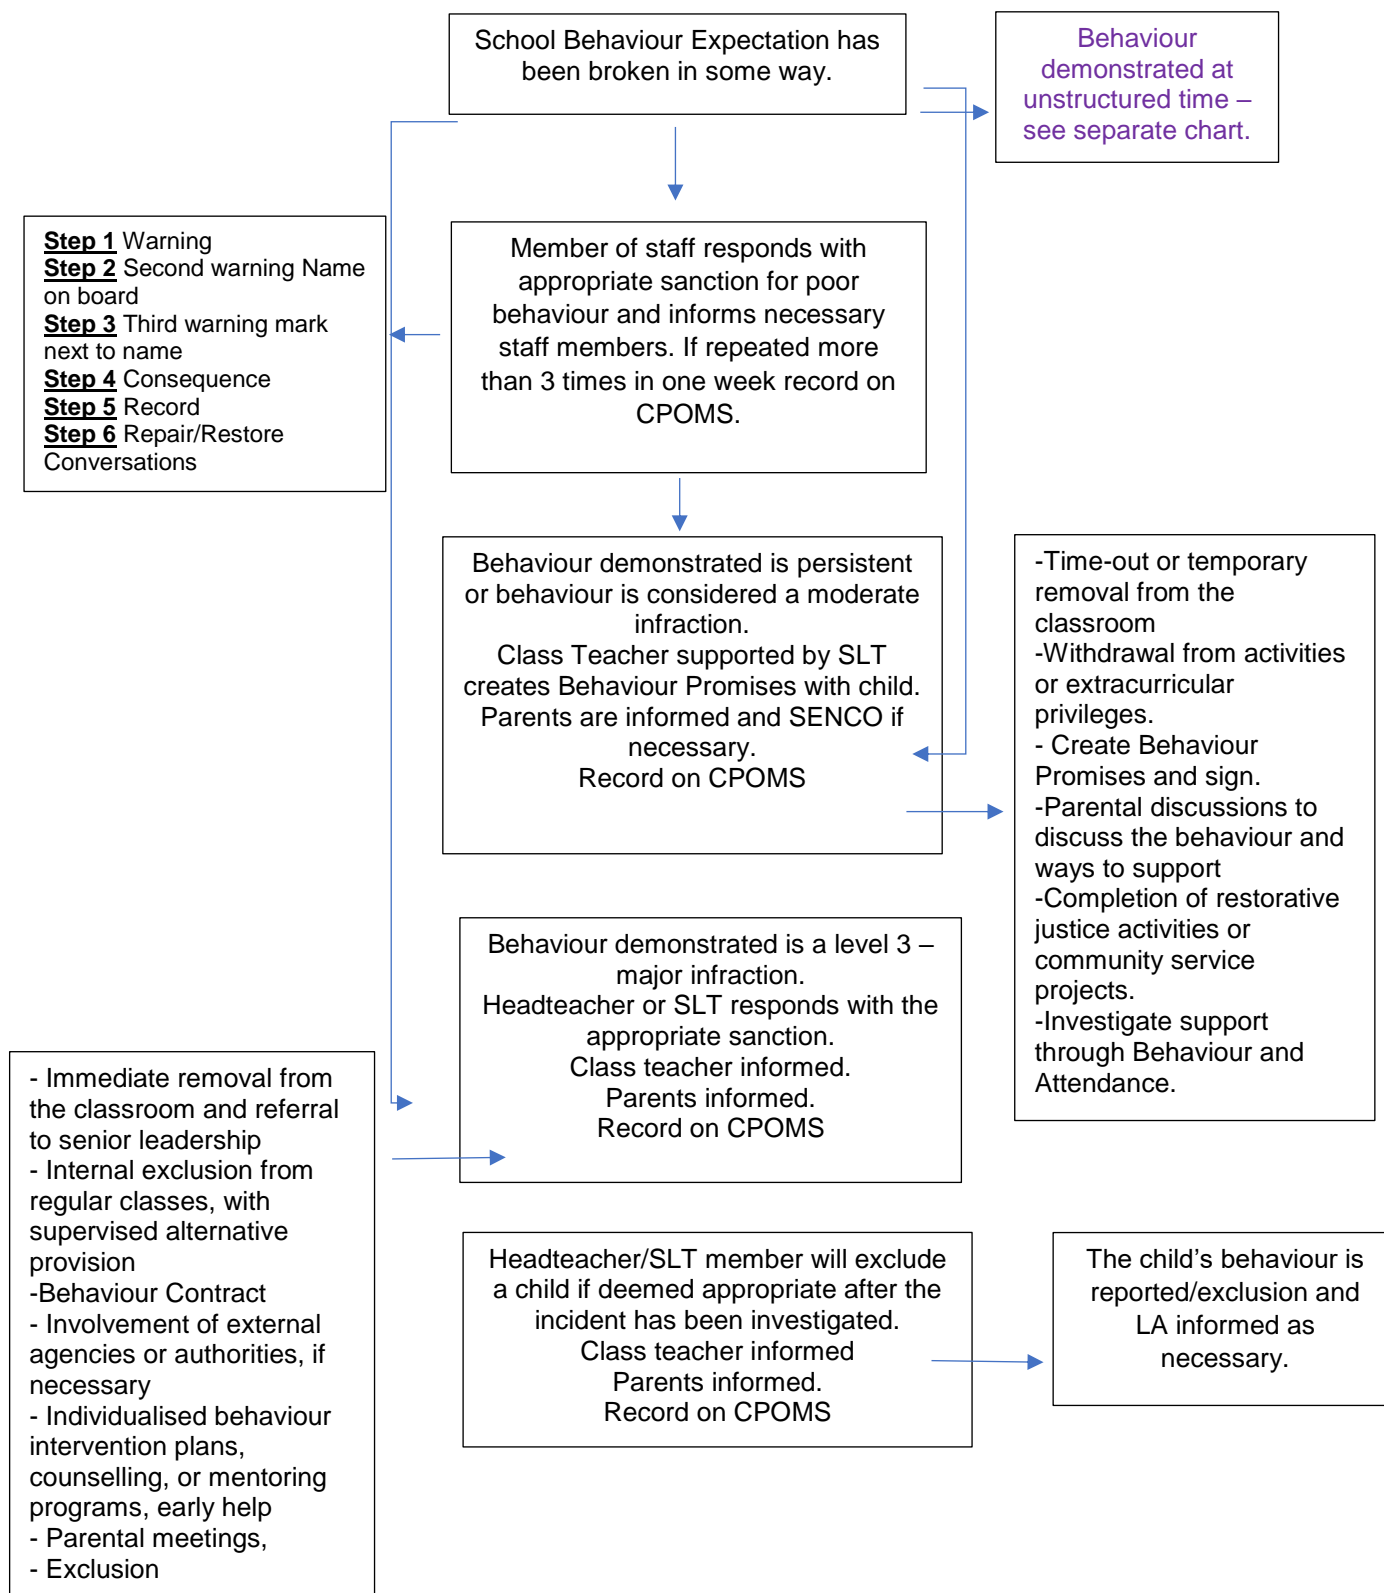 School Behaviour Expectation has
been broken in some way.
Behaviour
demonstrated at
unstructured time –
see separate chart.
Step 1 Warning
Step 2 Second warning Name
on board
Step 3 Third warning mark
next to name
Step 4 Consequence
Step 5 Record
Step 6 Repair/Restore
Conversations
Member of staff responds with
appropriate sanction for poor
behaviour and informs necessary
staff members. If repeated more
than 3 times in one week record on
CPOMS.
Behaviour demonstrated is persistent
or behaviour is considered a moderate
infraction.
Class Teacher supported by SLT
creates Behaviour Promises with child.
Parents are informed and SENCO if
necessary.
Record on CPOMS
-Time-out or temporary
removal from the
classroom
-Withdrawal from activities
or extracurricular
privileges.
- Create Behaviour
Promises and sign.
-Parental discussions to
discuss the behaviour and
ways to support
-Completion of restorative
justice activities or
community service
projects.
-Investigate support
through Behaviour and
Attendance.
Behaviour demonstrated is a level 3 –
major infraction.
Headteacher or SLT responds with the
appropriate sanction.
Class teacher informed.
Parents informed.
Record on CPOMS
- Immediate removal from
the classroom and referral
to senior leadership
- Internal exclusion from
regular classes, with
supervised alternative
provision
-Behaviour Contract
- Involvement of external
agencies or authorities, if
necessary
- Individualised behaviour
intervention plans,
counselling, or mentoring
programs, early help
- Parental meetings,
- Exclusion
Headteacher/SLT member will exclude
a child if deemed appropriate after the
incident has been investigated.
Class teacher informed
Parents informed.
Record on CPOMS
The child's behaviour is
reported/exclusion and
LA informed as
necessary.